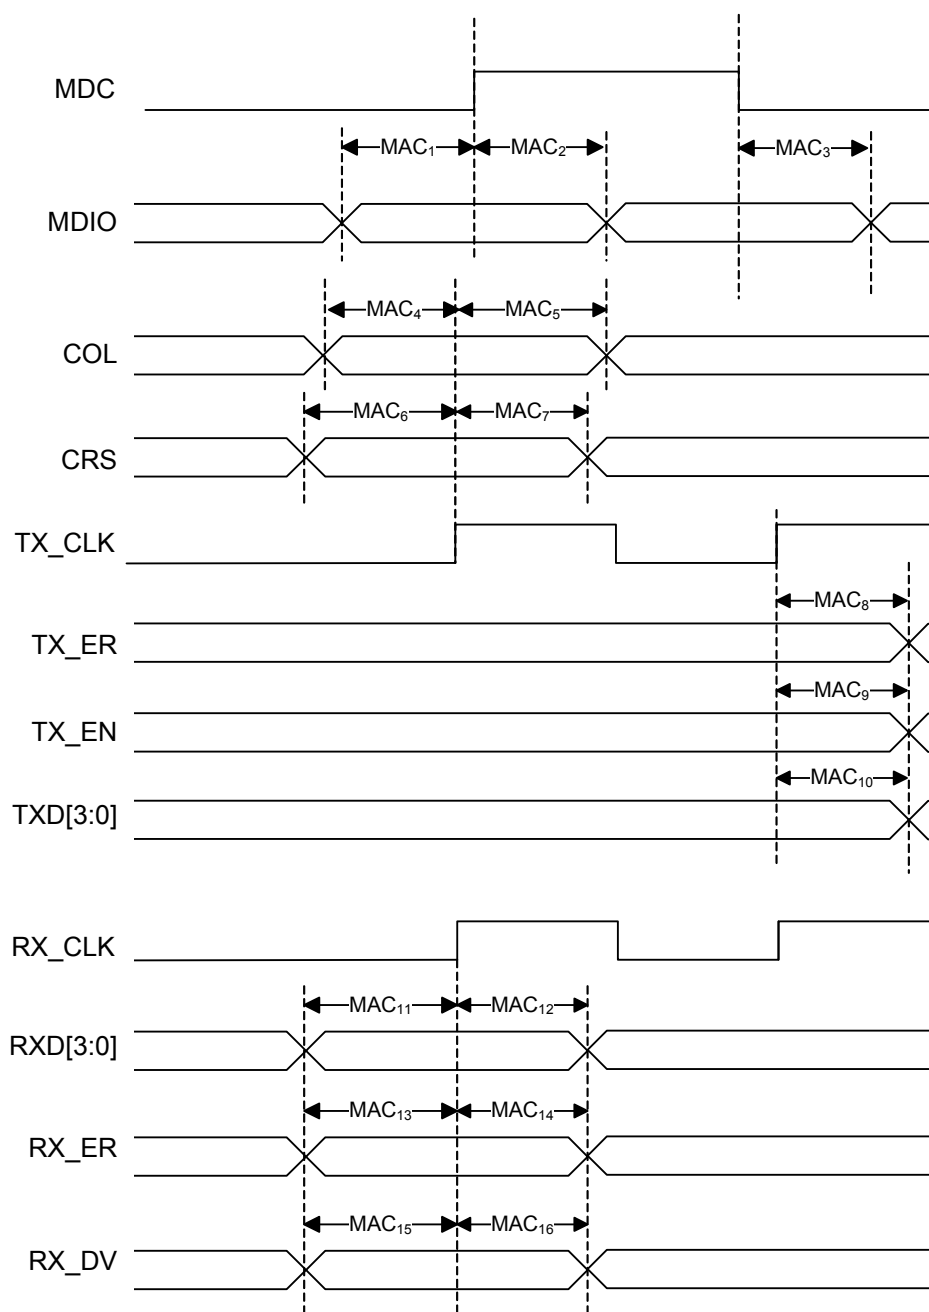 MDC
MAC₁ MAC₂ MAC₃
MDIO
MAC₄ MAC₅
COL
MAC₆ MAC₇
CRS
TX_CLK
MAC₈
TX_ER
MAC₉
TX_EN
MAC₁₀
TXD[3:0]
RX_CLK
MAC₁₁ MAC₁₂
RXD[3:0]
MAC₁₃ MAC₁₄
RX_ER
MAC₁₅ MAC₁₆
RX_DV